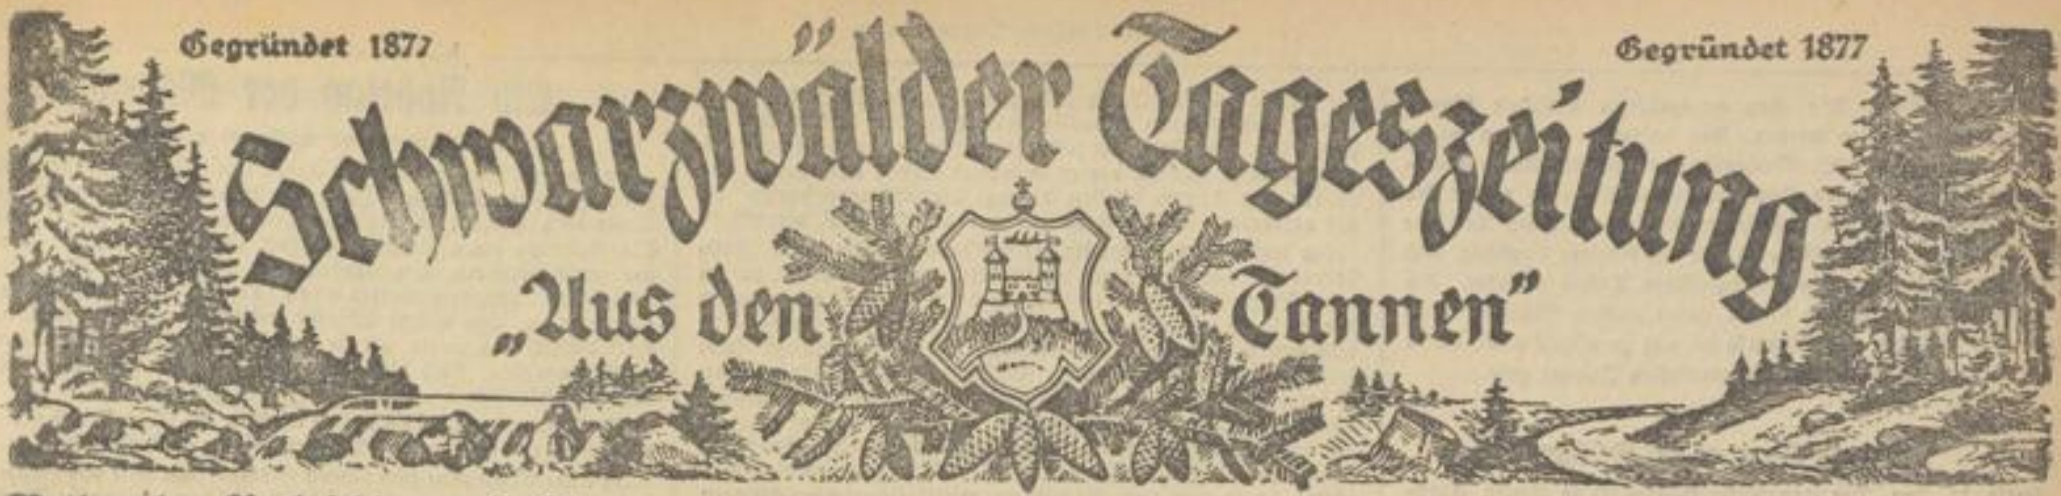 Gegründet 1877
Gegründet 1877
Schwarzwälder Tageszeitung
„Aus den Tannen“